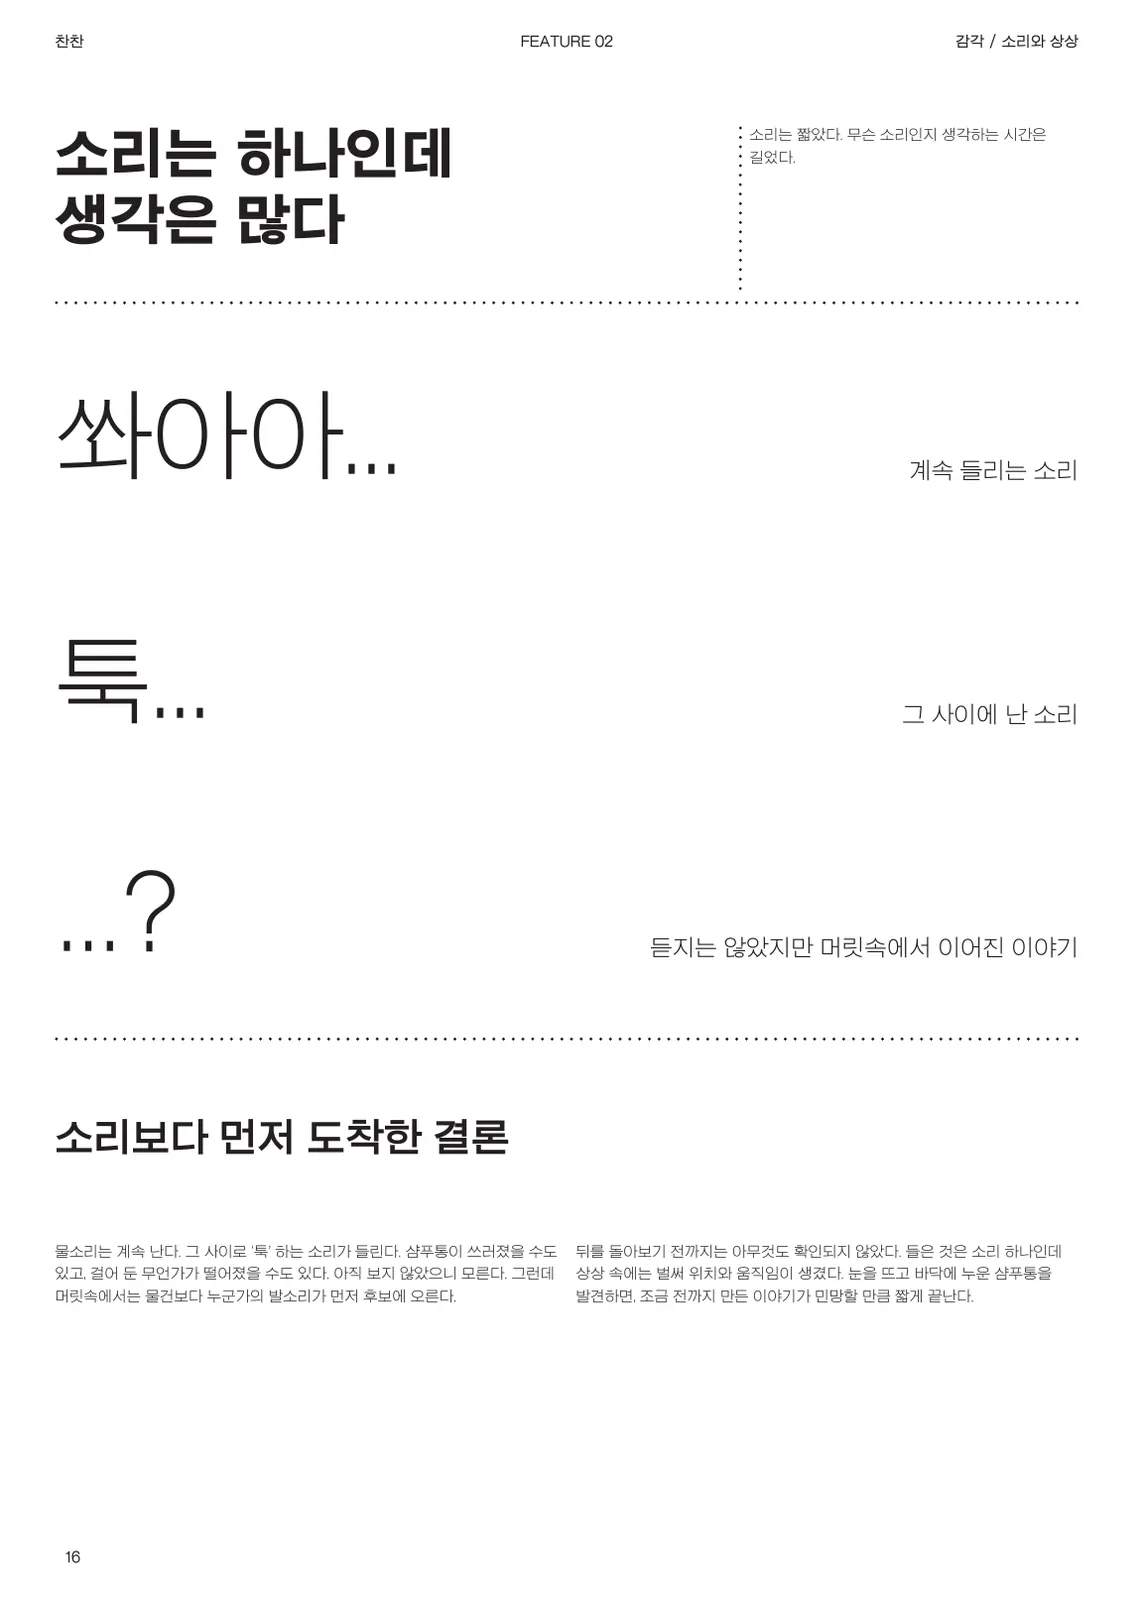 찬찬
FEATURE 02
감각 / 소리와 상상
소리는 하나인데
생각은 많다
소리는 짧았다. 무슨 소리인지 생각하는 시간은
길었다.
쏴아아...
계속 들리는 소리
툭...
그 사이에 난 소리
...?
듣지는 않았지만 머릿속에서 이어진 이야기
소리보다 먼저 도착한 결론
물소리는 계속 난다. 그 사이로 ‘툭’ 하는 소리가 들린다. 샴푸통이 쓰러졌을 수도
있고, 걸어 둔 무언가가 떨어졌을 수도 있다. 아직 보지 않았으니 모른다. 그런데
머릿속에서는 물건보다 누군가의 발소리가 먼저 후보에 오른다.
뒤를 돌아보기 전까지는 아무것도 확인되지 않았다. 들은 것은 소리 하나인데
상상 속에는 벌써 위치와 움직임이 생겼다. 눈을 뜨고 바닥에 누운 샴푸통을
발견하면, 조금 전까지 만든 이야기가 민망할 만큼 짧게 끝난다.
16